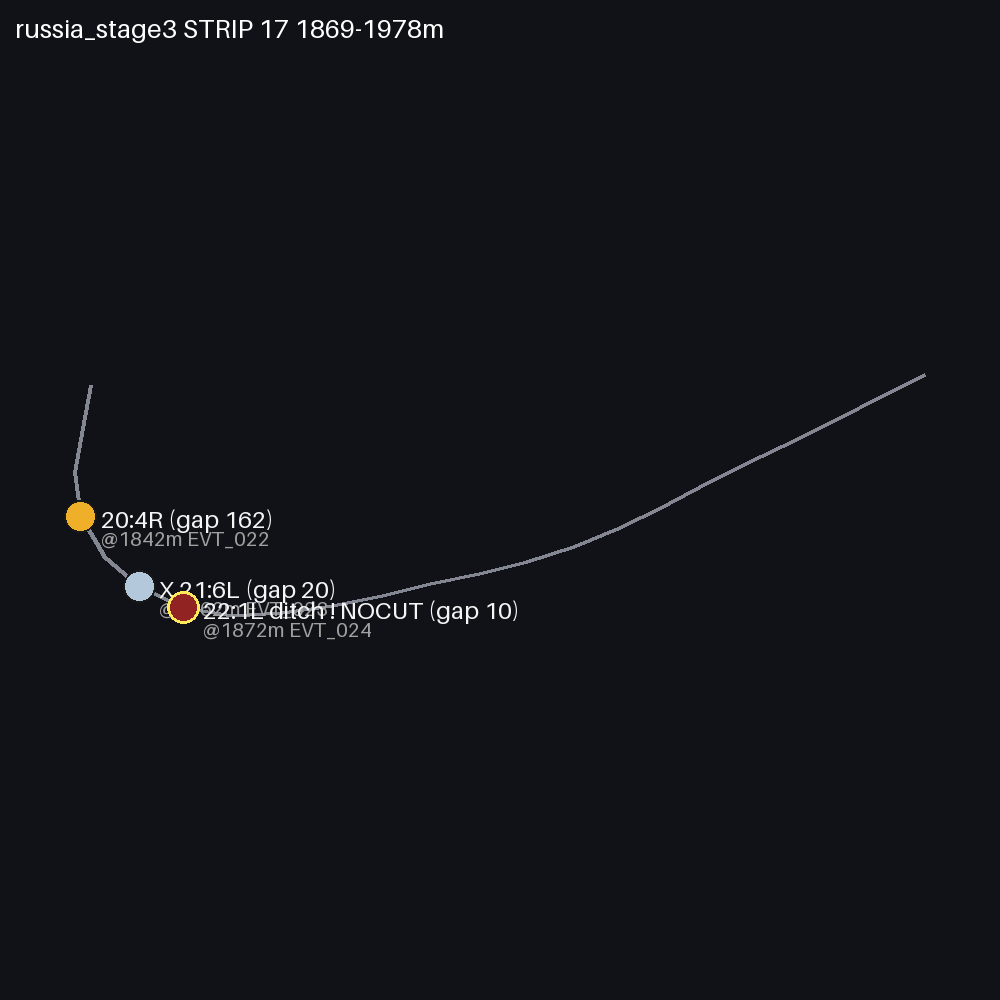 russia_stage3 STRIP 17 1869-1978m
20:4R (gap 162)
@1842m EVT_022
X 21:6L (gap 20)
22:1L ditch ! NOCUT (gap 10)
@1872m EVT_024